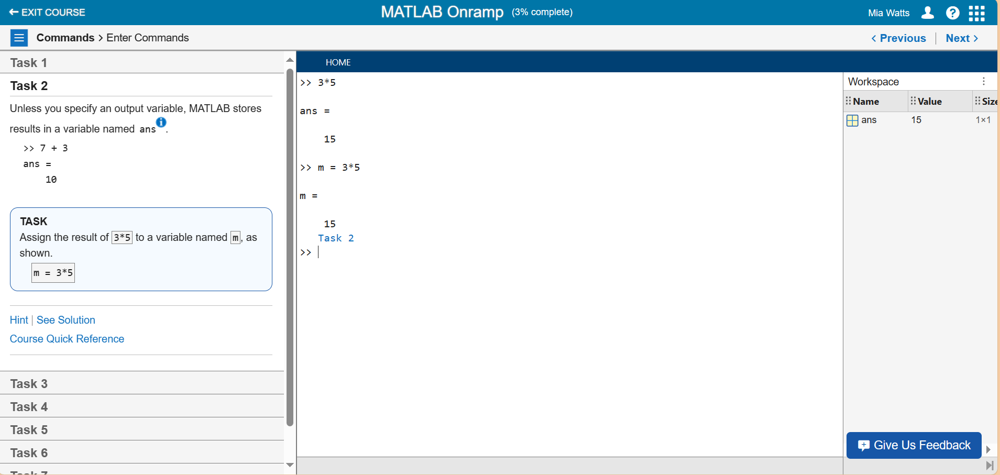 EXIT COURSE
MATLAB Onramp (3% complete)
Mia Watts
Commands > Enter Commands
Previous
Next
Task 1
Task 2
Unless you specify an output variable, MATLAB stores
results in a variable named ans.
>> 7 + 3
ans =
10
TASK
Assign the result of 3*5 to a variable named m, as
shown.
m = 3*5
Hint | See Solution
Course Quick Reference
Task 3
Task 4
Task 5
Task 6
Task 7
HOME
>> 3*5
ans =
15
>> m = 3*5
m =
15
Task 2
>>
Workspace
Name Value Size
ans 15 1×1
Give Us Feedback